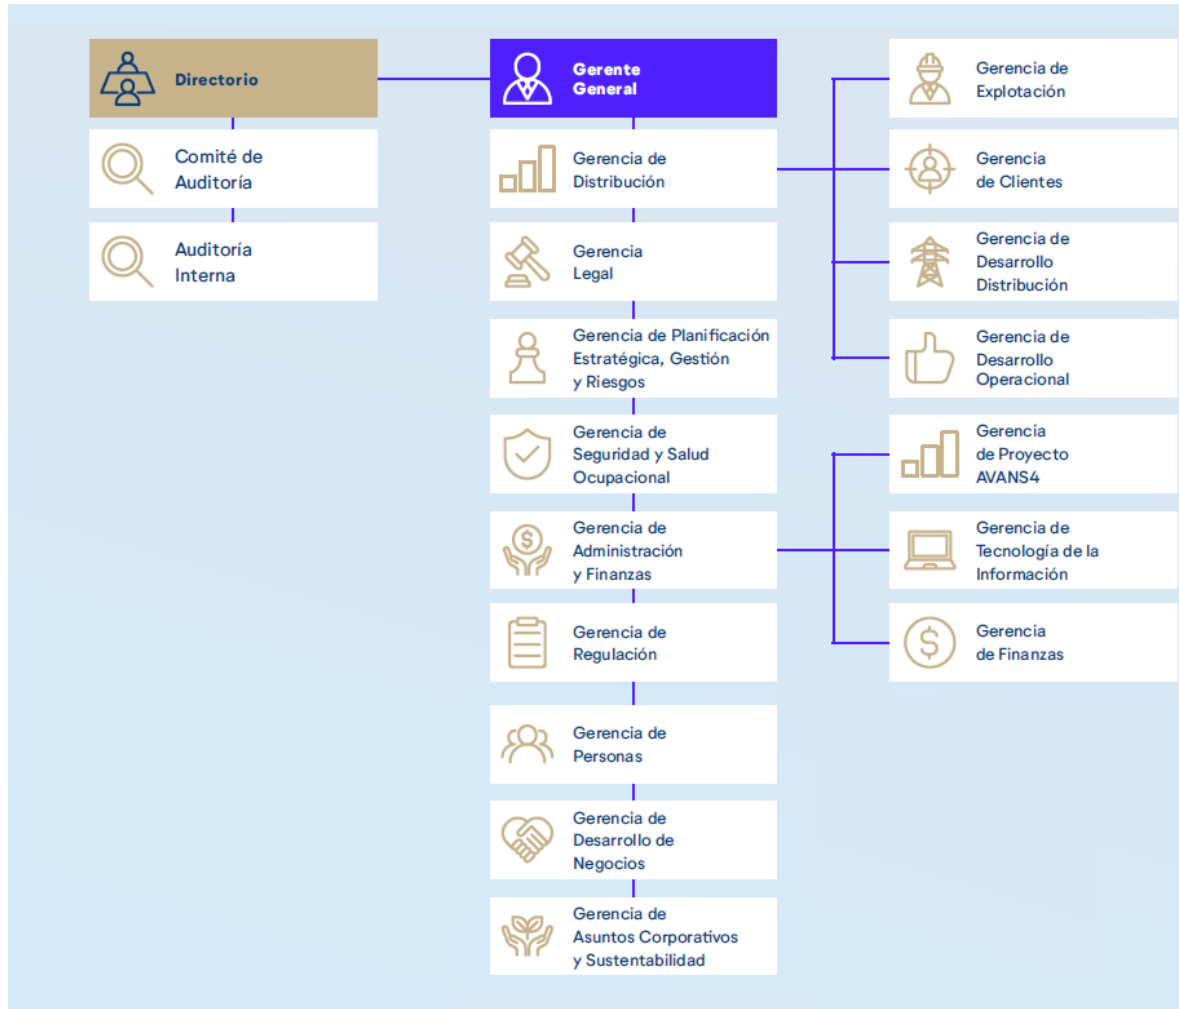 Directorio
Comité de
Auditoría
Auditoría
Interna
Gerente
General
Gerencia de
Distribución
Gerencia
Legal
Gerencia de Planificación
Estratégica, Gestión
y Riesgos
Gerencia de
Seguridad y Salud
Ocupacional
Gerencia de
Administración
y Finanzas
Gerencia de
Regulación
Gerencia de
Personas
Gerencia de
Desarrollo de
Negocios
Gerencia de
Asuntos Corporativos
y Sustentabilidad
Gerencia de
Explotación
Gerencia
de Clientes
Gerencia de
Desarrollo
Distribución
Gerencia de
Desarrollo
Operacional
Gerencia
de Proyecto
AVANS4
Gerencia de
Tecnología de la
Información
Gerencia
de Finanzas